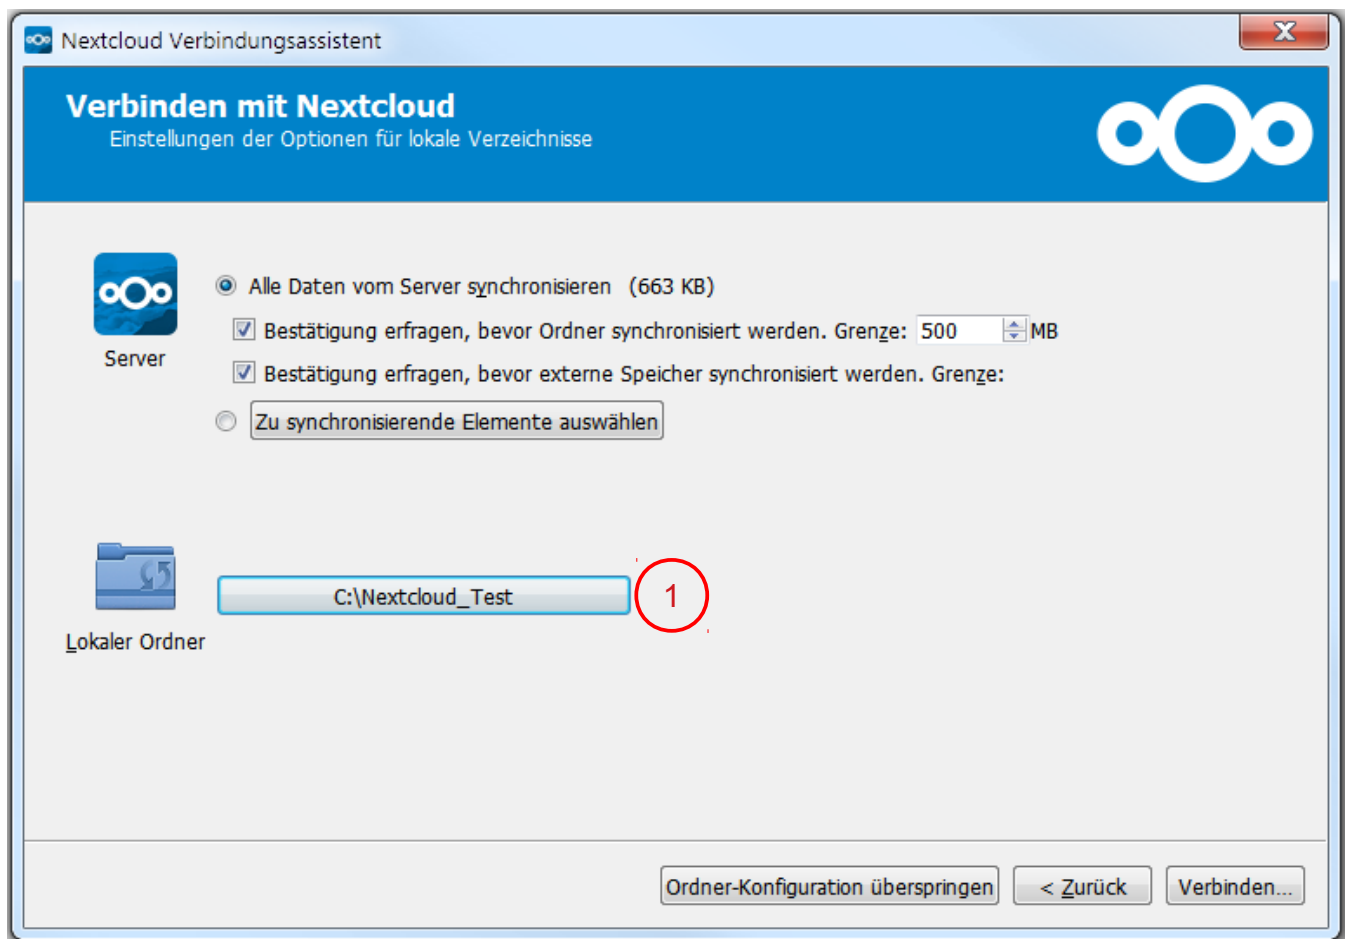 Nextcloud Verbindungsassistent
Verbinden mit Nextcloud
Einstellungen der Optionen für lokale Verzeichnisse
Alle Daten vom Server synchronisieren (663 KB)
Bestätigung erfragen, bevor Ordner synchronisiert werden. Grenze: 500 MB
Server
Bestätigung erfragen, bevor externe Speicher synchronisiert werden. Grenze:
Zu synchronisierende Elemente auswählen
C:\Nextcloud_Test 1
Lokaler Ordner
Ordner-Konfiguration überspringen < Zurück Verbinden...